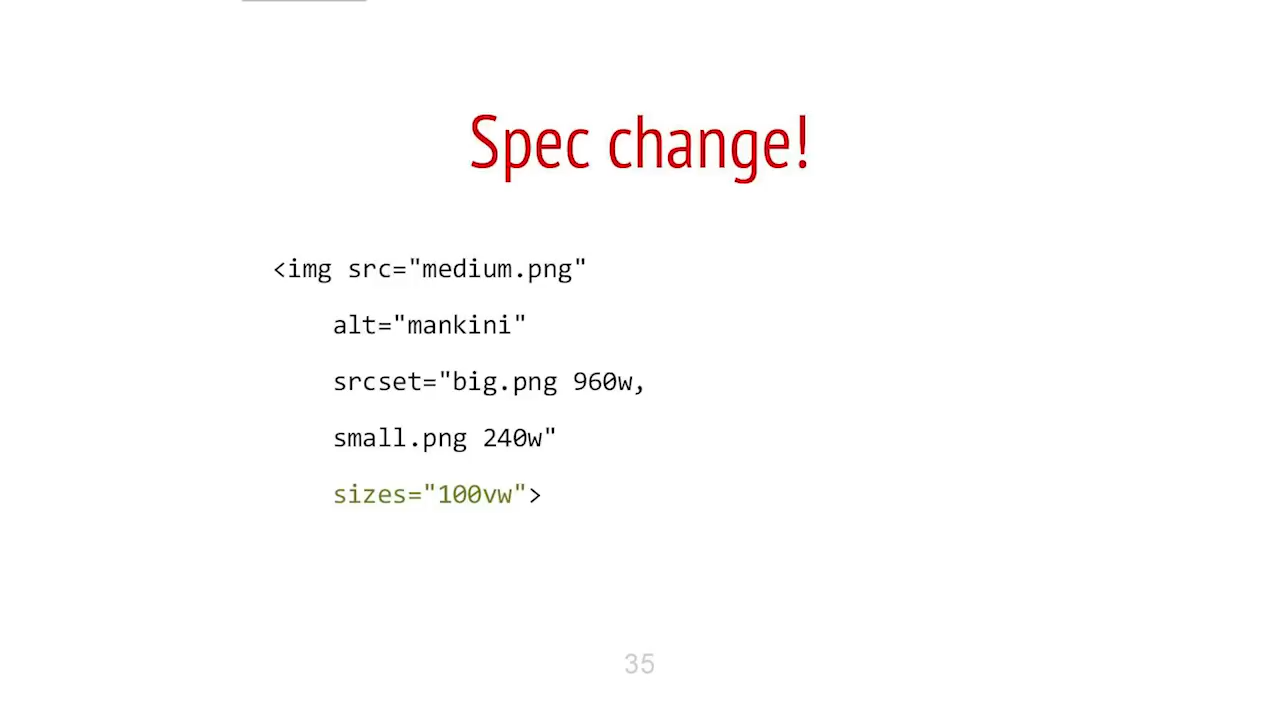 Spec change!
<img src="medium.png"
alt="mankini"
srcset="big.png 960w,
small.png 240w"
sizes="100vw">
35